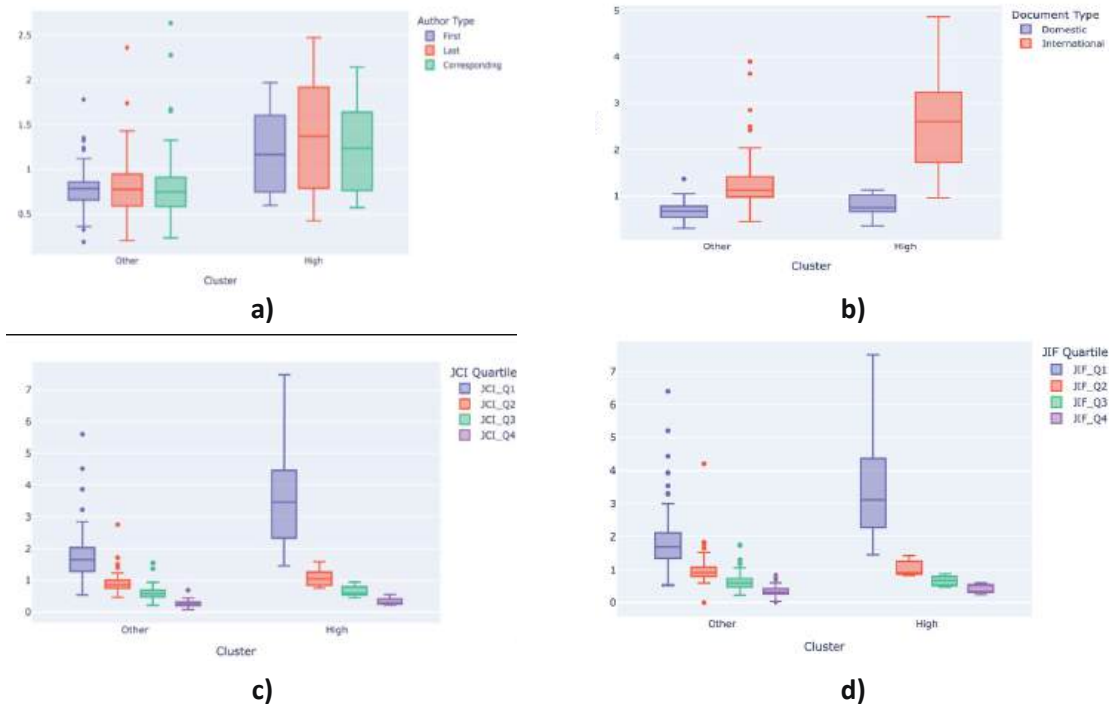 Author Type
First
Last
Corresponding
2.5
2
1.5
1
0.5
Other
High
Cluster
a)
Document Type
Domestic
International
5
4
3
2
1
Other
High
Cluster
b)
JCI Quartile
JCI_Q1
JCI_Q2
JCI_Q3
JCI_Q4
7
6
5
4
3
2
1
0
Other
High
Cluster
c)
JIF Quartile
JIF_Q1
JIF_Q2
JIF_Q3
JIF_Q4
7
6
5
4
3
2
1
0
Other
High
Cluster
d)